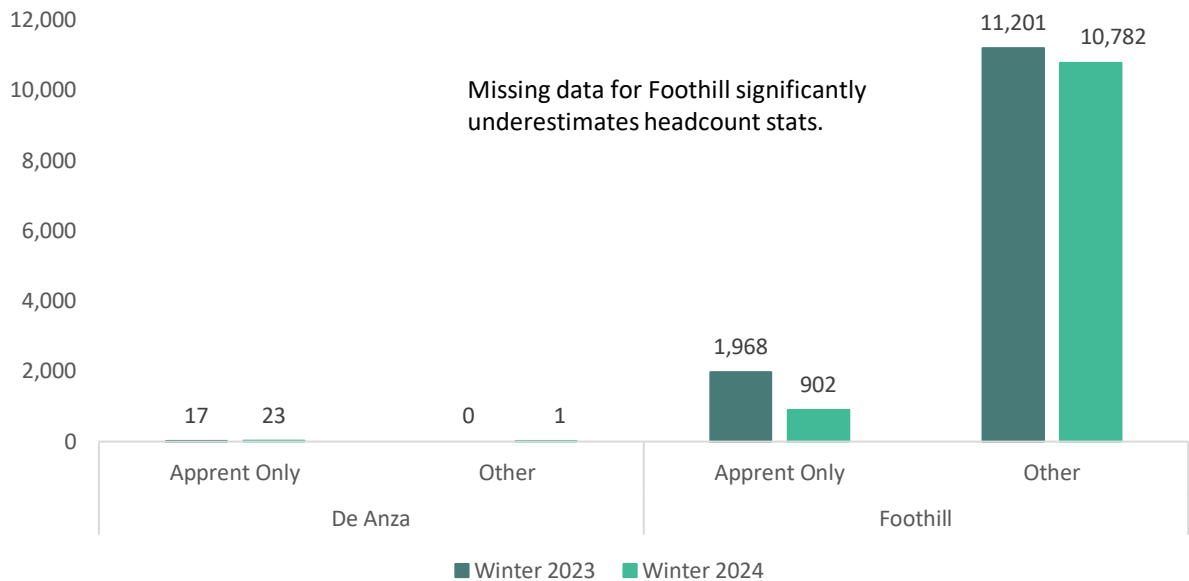 12,000
11,201
10,782
10,000
Missing data for Foothill significantly
underestimates headcount stats.
8,000
6,000
4,000
2,000
1,968
902
17 23 0 1
0
Apprent Only Other Apprent Only Other
De Anza Foothill
Winter 2023 Winter 2024